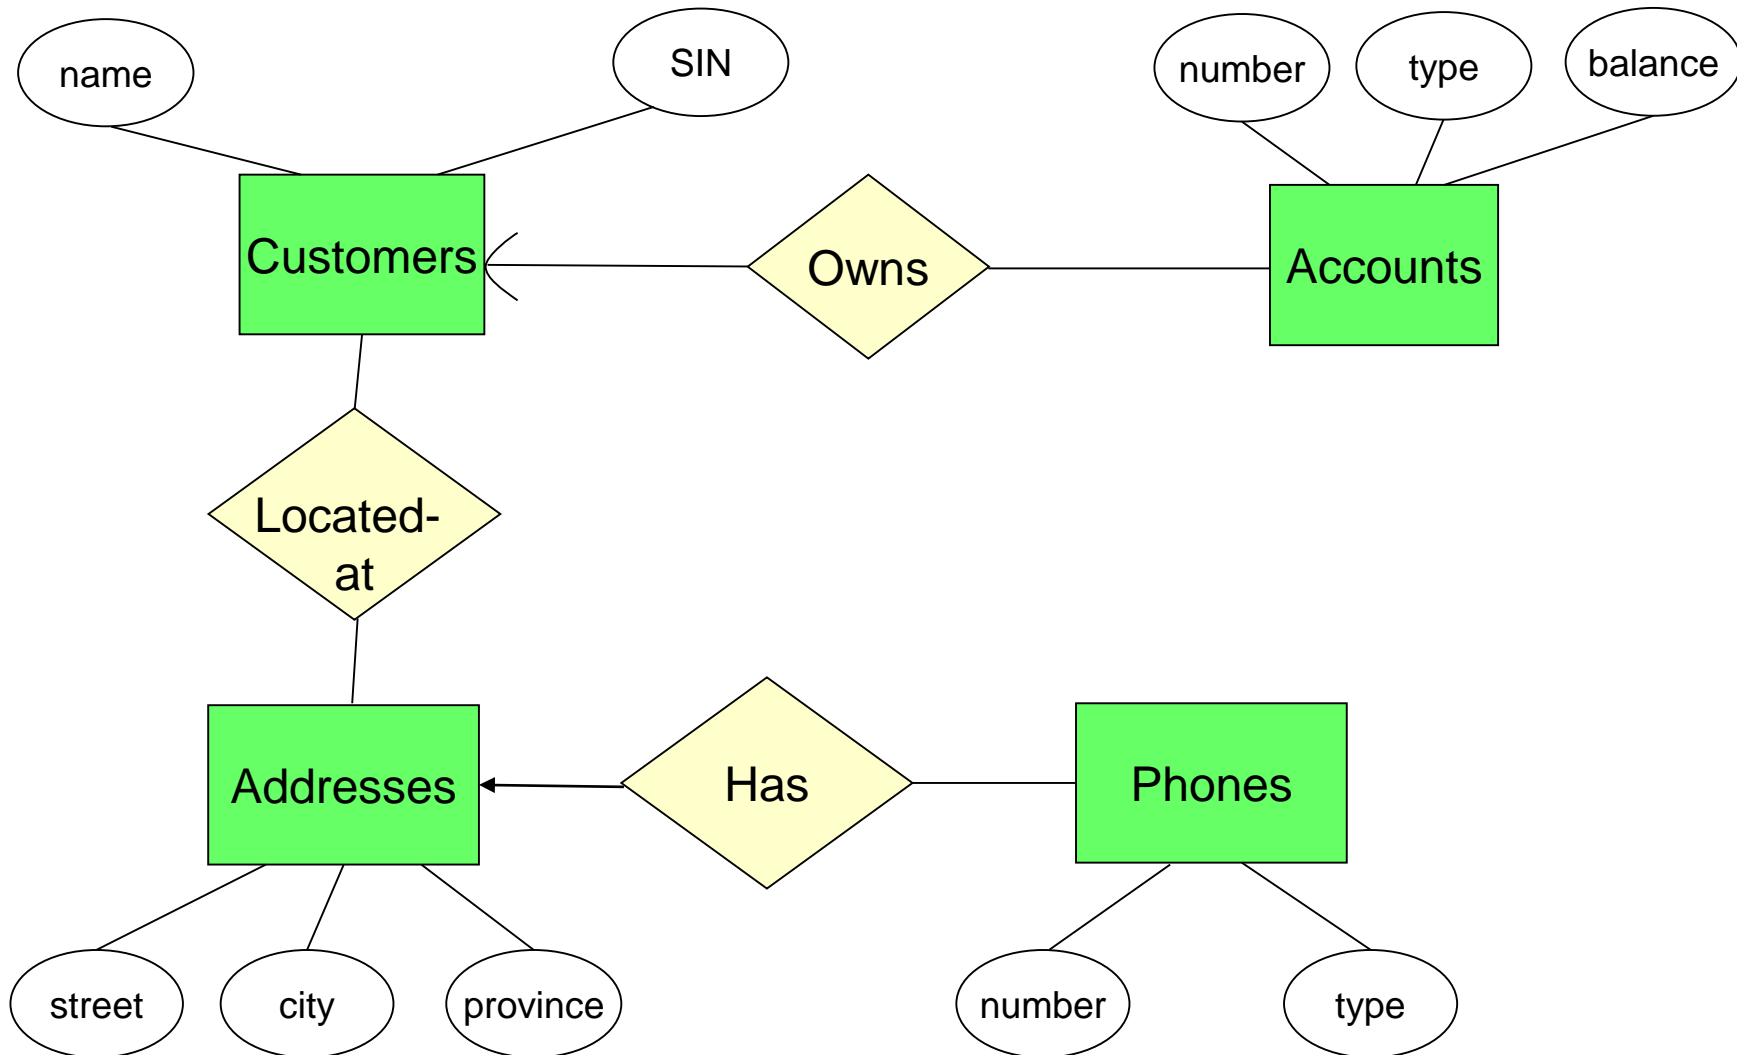 name
SIN
number
type
balance
Customers
Owns
Accounts
Located-
at
Addresses
Has
Phones
street
city
province
number
type